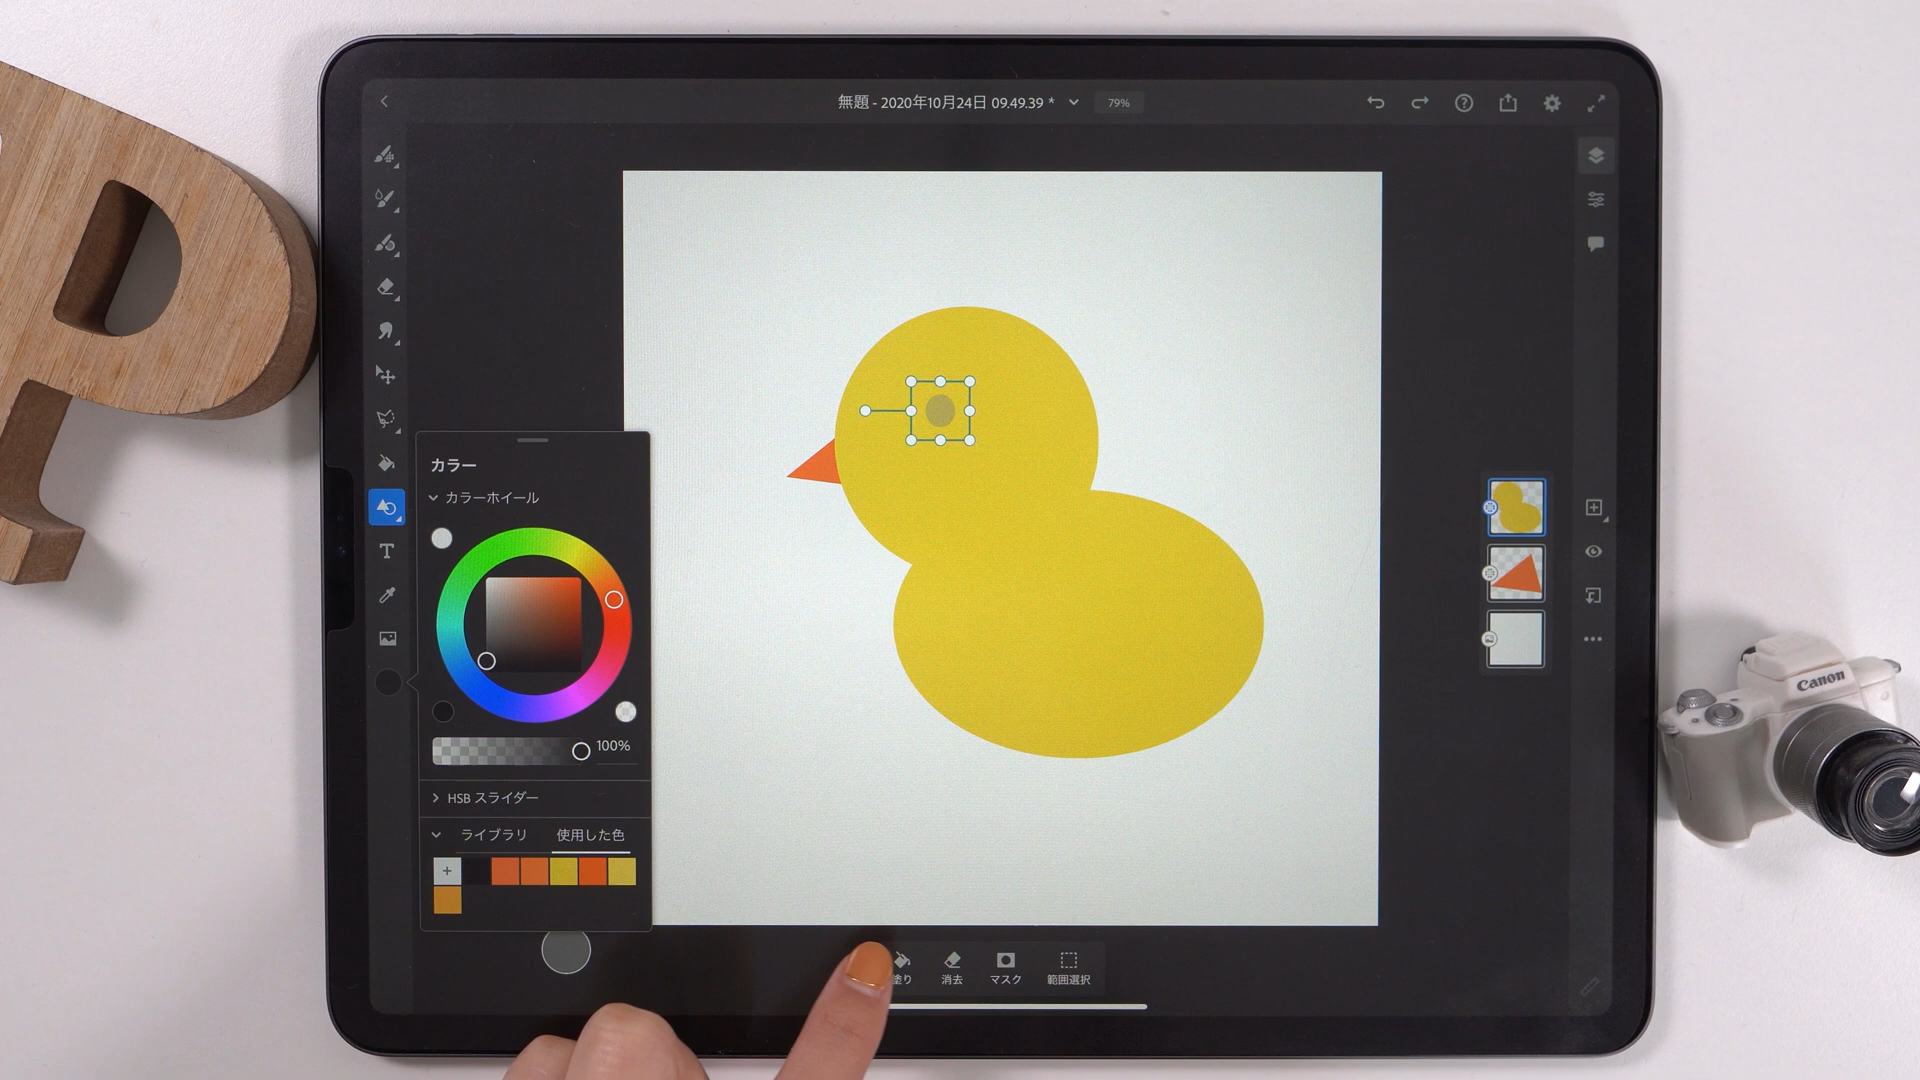 無題 - 2020年10月24日 09.49.39 *
79%
カラー
カラーホイール
100%
HSB スライダー
ライブラリ
使用した色
塗り
消去
マスク
範囲選択
Canon